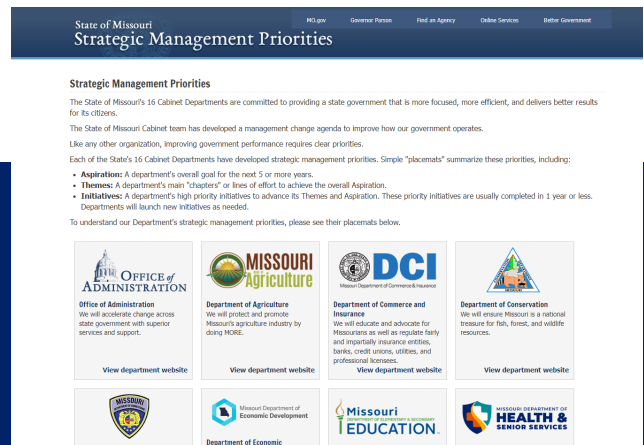 MO.gov Governor Parson Find an Agency Online Services Better Government
State of Missouri
Strategic Management Priorities
Strategic Management Priorities
The State of Missouri's 16 Cabinet Departments are committed to providing a state government that is more focused, more efficient, and delivers better results
for its citizens.
The State of Missouri Cabinet team has developed a management change agenda to improve how our government operates.
Like any other organization, improving government performance requires clear priorities.
Each of the State's 16 Cabinet Departments have developed strategic management priorities. Simple "placemats" summarize these priorities, including:
• Aspiration: A department's overall goal for the next 5 or more years.
• Themes: A department's main "chapters" or lines of effort to achieve the overall Aspiration.
• Initiatives: A department's high priority initiatives to advance its Themes and Aspiration. These priority initiatives are usually completed in 1 year or less.
Departments will launch new initiatives as needed.
To understand our Department's strategic management priorities, please see their placemats below.
OFFICE of
ADMINISTRATION
Office of Administration
We will accelerate change across
state government with superior
services and support.
View department website
MISSOURI
Agriculture
Department of Agriculture
We will protect and promote
Missouri's agriculture industry by
doing MORE.
View department website
DCI
Missouri Department of Commerce & Insurance
Department of Commerce and
Insurance
We will educate and advocate for
Missourians as well as regulate fairly
and impartially insurance entities,
banks, credit unions, utilities, and
professional licensees.
View department website
Department of Conservation
We will ensure Missouri is a national
treasure for fish, forest, and wildlife
resources.
View department website
MISSOURI
Missouri Department of
Economic Development
Department of Economic
Missouri
DEPARTMENT OF ELEMENTARY & SECONDARY
EDUCATION
MISSOURI DEPARTMENT OF
HEALTH &
SENIOR SERVICES